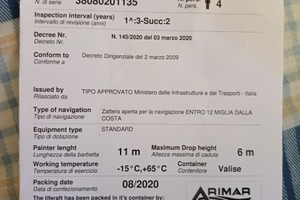 N. di serie 38080201135 4
Inspection interval (years)
Intervallo di revisione (anni) 1^:3-Succ:2
Decree Nr. N. 145/2020 del 03 marzo 2020
Decreto Nr.
Conform to Decreto Dirigenziale del 2 marzo 2009
Conforme a
Issued by TIPO APPROVATO Ministero delle Infrastrutture e dei Trasporti - Italia
Rilasciato da
Type of navigation Zattera aperta per la navigazione ENTRO 12 MIGLIA DALLA
Tipo di navigazione COSTA
Equipment type STANDARD
Tipo di dotazione
Painter lenght 11 m Maximum Drop height 6 m
Lunghezza della barbetta Altezza massima di caduta
Working temperature -15°C,+65°C Container Valise
Temperatura di esercizio Contenitore
Packing date 08/2020 ARIMAR
Data di confezionamento
The liferaft has been packed in it's container by: